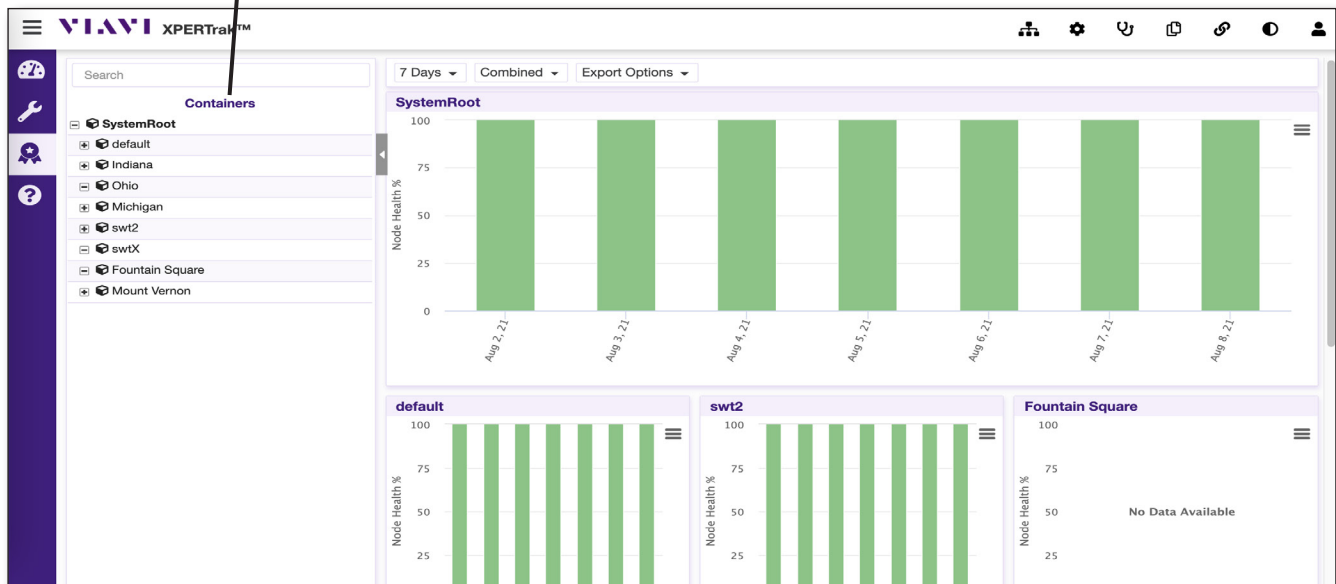 VIAVI XPERTrak™
Search
Containers
SystemRoot
default
Indiana
Ohio
Michigan
swt2
swtX
Fountain Square
Mount Vernon
7 Days Combined Export Options
SystemRoot
Node Health %
100
75
50
25
0
Aug 2, 21 Aug 3, 21 Aug 4, 21 Aug 5, 21 Aug 6, 21 Aug 7, 21 Aug 8, 21
default
Node Health %
100
75
50
25
swt2
Node Health %
100
75
50
25
Fountain Square
Node Health %
100
75
50
25
No Data Available